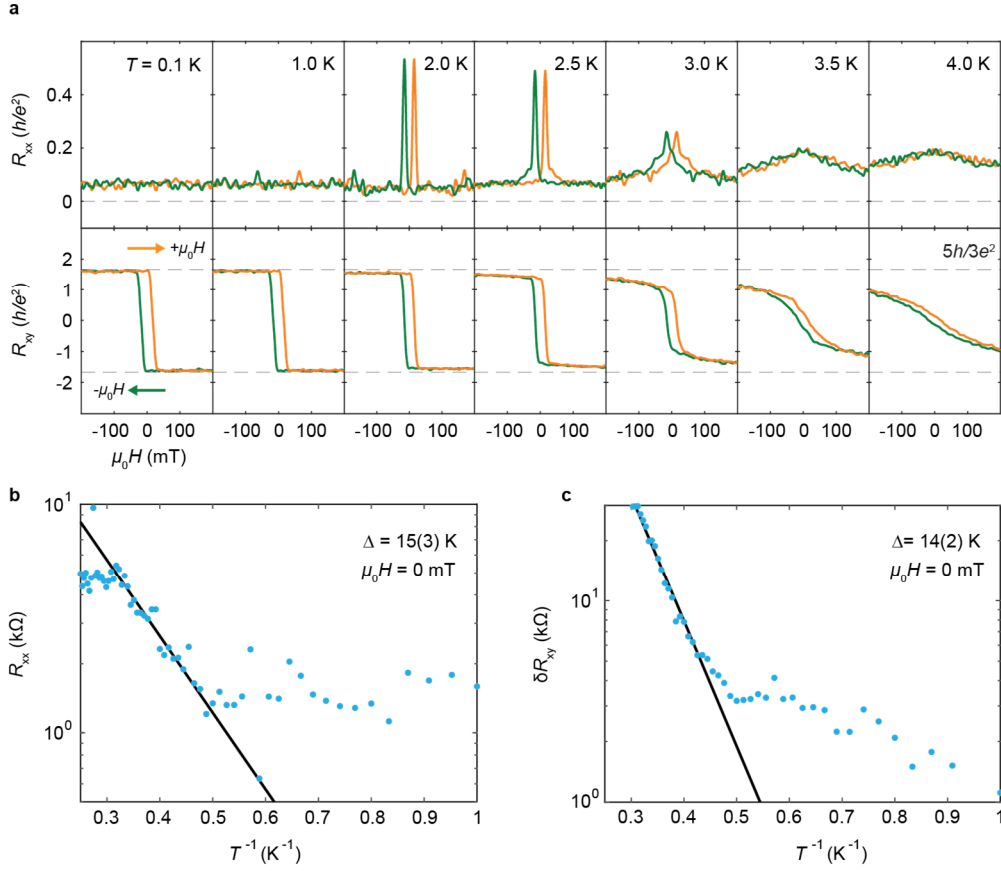 a
T = 0.1 K 1.0 K 2.0 K 2.5 K 3.0 K 3.5 K 4.0 K
Rxx (h/e²)
0.4
0.2
0
+μ₀H
-μ₀H
5h/3e²
Rxy (h/e²)
2
1
0
-1
-2
-100 0 100 -100 0 100 -100 0 100 -100 0 100 -100 0 100 -100 0 100 -100 0 100
μ₀H (mT)
b
Δ = 15(3) K
μ₀H = 0 mT
Rxx (kΩ)
10¹
10⁰
0.3 0.4 0.5 0.6 0.7 0.8 0.9 1
T⁻¹ (K⁻¹)
c
Δ= 14(2) K
μ₀H = 0 mT
δRxy (kΩ)
10¹
10⁰
0.3 0.4 0.5 0.6 0.7 0.8 0.9 1
T⁻¹ (K⁻¹)